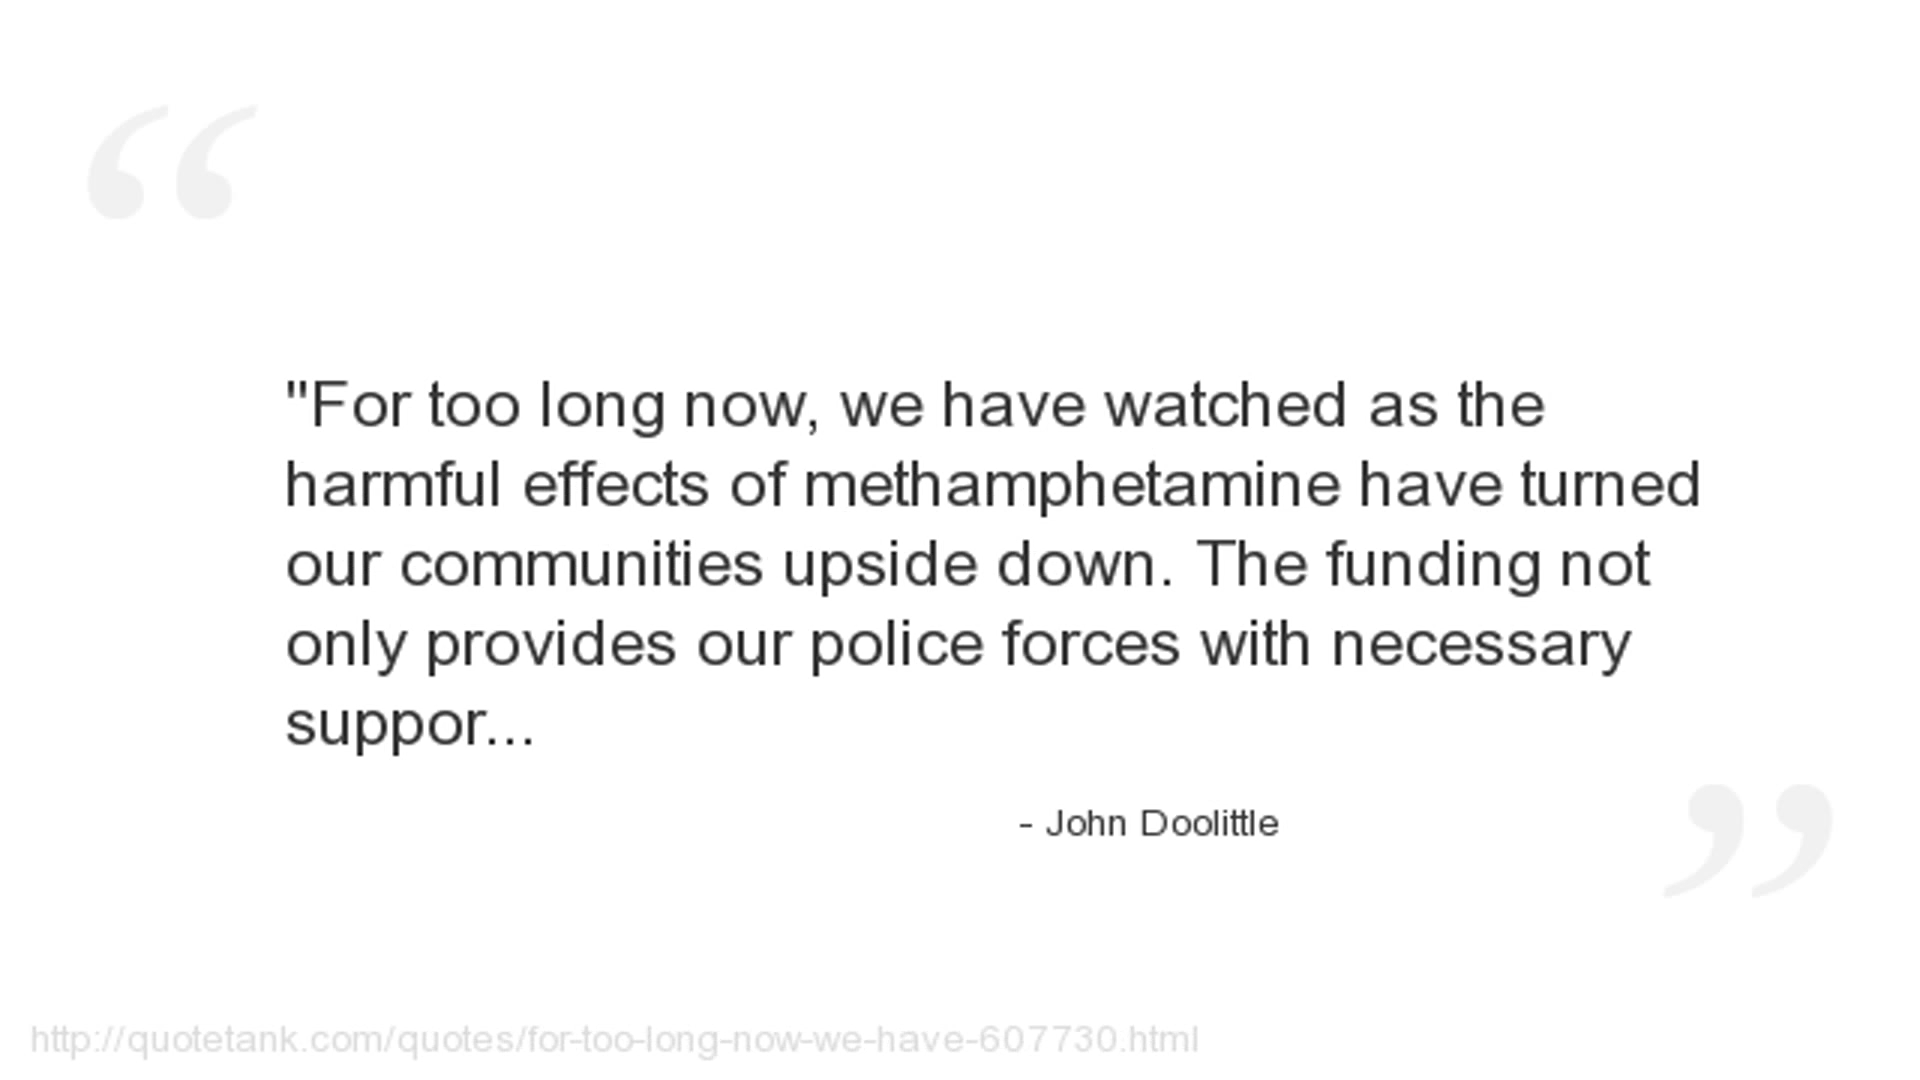 "For too long now, we have watched as the
harmful effects of methamphetamine have turned
our communities upside down. The funding not
only provides our police forces with necessary
suppor...
- John Doolittle
http://quotetank.com/quotes/for-too-long-now-we-have-607730.html